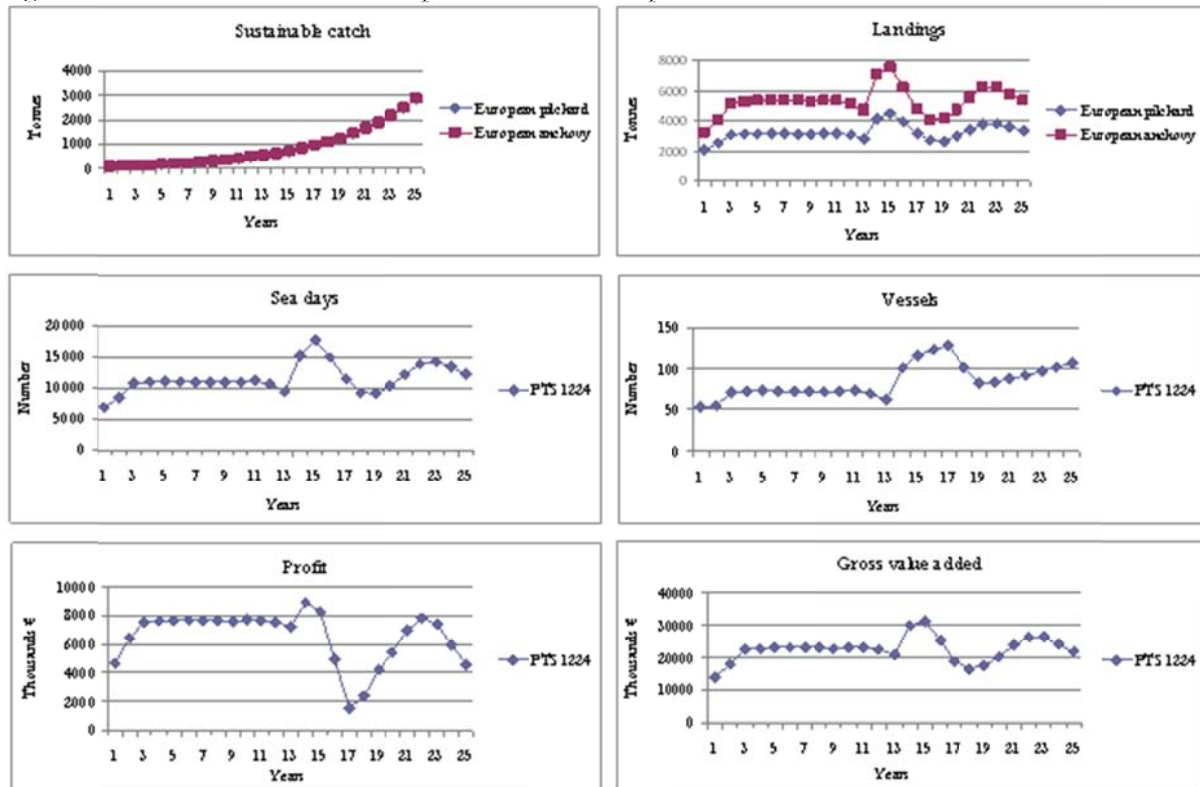 Sustainable catch
Tonnes
4000
3000
2000
1000
0
1 3 5 7 9 11 13 15 17 19 21 23 25
Years
European pilchard
European anchovy
Landings
Tonnes
8000
6000
4000
2000
0
1 3 5 7 9 11 13 15 17 19 21 23 25
Years
European pilchard
European anchovy
Sea days
Number
20000
15000
10000
5000
0
1 3 5 7 9 11 13 15 17 19 21 23 25
Years
PTS 1224
Vessels
Number
150
100
50
0
1 3 5 7 9 11 13 15 17 19 21 23 25
Years
PTS 1224
Profit
Thousands €
10000
8000
6000
4000
2000
0
1 3 5 7 9 11 13 15 17 19 21 23 25
Years
PTS 1224
Gross value added
Thousands €
40000
30000
20000
10000
0
1 3 5 7 9 11 13 15 17 19 21 23 25
Years
PTS 1224